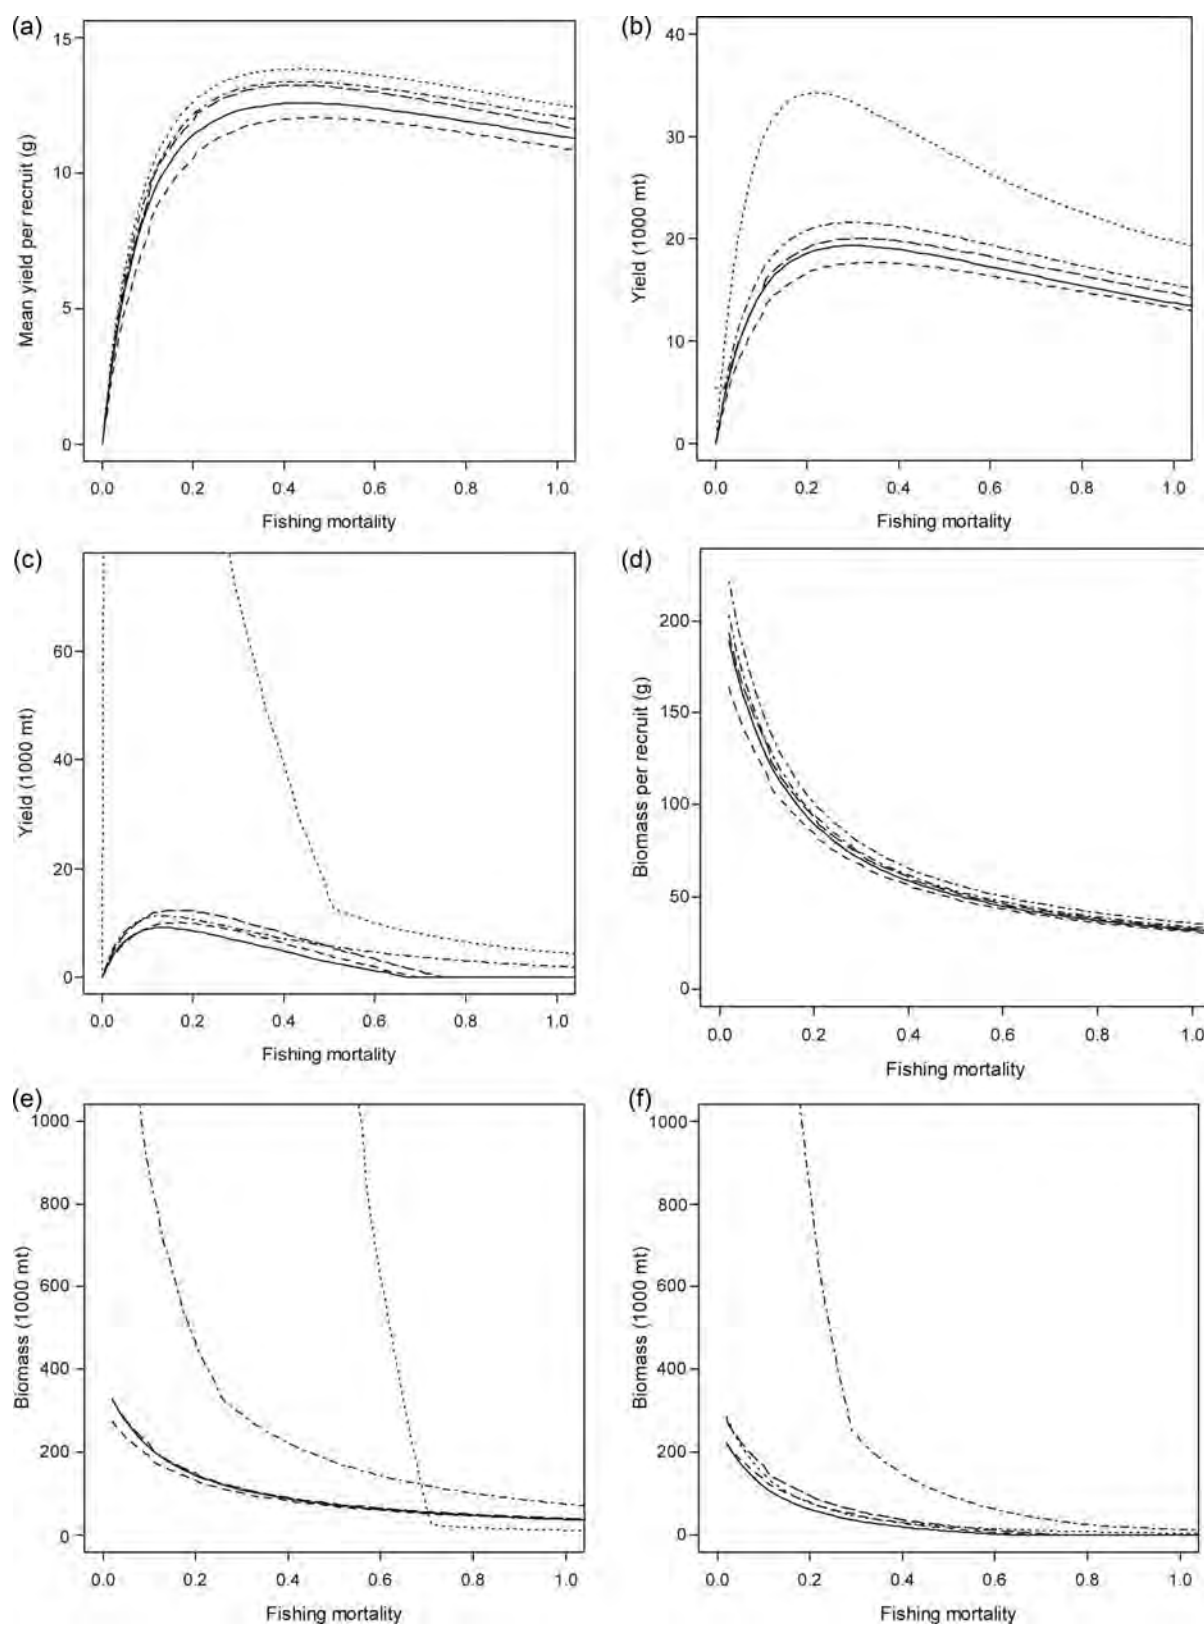 (a)
15
10
5
0
Mean yield per recruit (g)
0.0 0.2 0.4 0.6 0.8 1.0
Fishing mortality
(b)
40
30
20
10
0
Yield (1000 mt)
0.0 0.2 0.4 0.6 0.8 1.0
Fishing mortality
(c)
60
40
20
0
Yield (1000 mt)
0.0 0.2 0.4 0.6 0.8 1.0
Fishing mortality
(d)
200
150
100
50
0
Biomass per recruit (g)
0.0 0.2 0.4 0.6 0.8 1.0
Fishing mortality
(e)
1000
800
600
400
200
0
Biomass (1000 mt)
0.0 0.2 0.4 0.6 0.8 1.0
Fishing mortality
(f)
1000
800
600
400
200
0
Biomass (1000 mt)
0.0 0.2 0.4 0.6 0.8 1.0
Fishing mortality